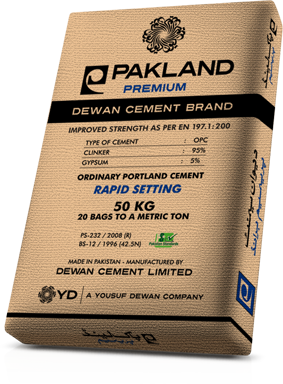 PAKLAND
PREMIUM
DEWAN CEMENT BRAND
IMPROVED STRENGTH AS PER EN 197.1:200
TYPE OF CEMENT : OPC
CLINKER : 95%
GYPSUM : 5%
ORDINARY PORTLAND CEMENT
RAPID SETTING
50 KG
20 BAGS TO A METRIC TON
PS-232 / 2008 (R)
BS-12 / 1996 (42.5N)
MADE IN PAKISTAN - MANUFACTURED BY
DEWAN CEMENT LIMITED
YD A YOUSUF DEWAN COMPANY